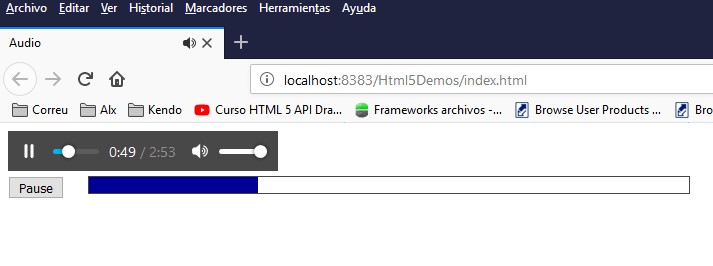 Archivo Editar Ver Historial Marcadores Herramientas Ayuda
Audio
localhost:8383/Html5Demos/index.html
Correu Alx Kendo Curso HTML 5 API Dra... Frameworks archivos -... Browse User Products ... Brows
0:49 / 2:53
Pause